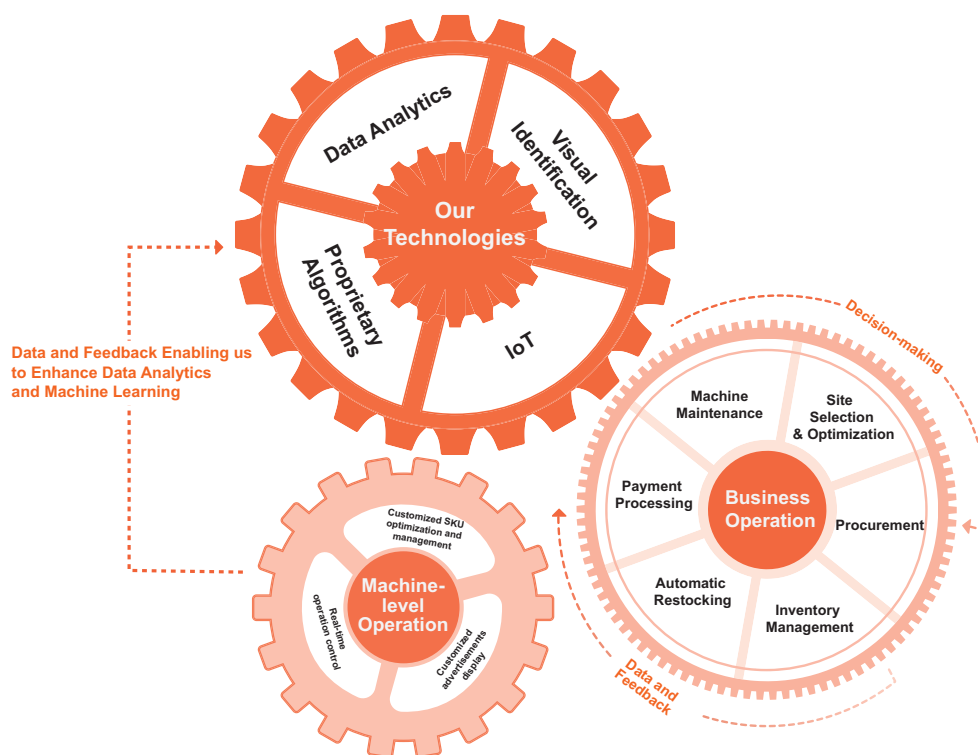 Data Analytics
Visual
Identification
Our
Technologies
Proprietary
Algorithms
IoT
Data and Feedback Enabling us
to Enhance Data Analytics
and Machine Learning
Decision-making
Machine
Maintenance
Site
Selection
& Optimization
Payment
Processing
Business
Operation
Procurement
Automatic
Restocking
Inventory
Management
Data and
Feedback
Customized SKU
optimization and
management
Machine-
level
Operation
Real-time
operation control
Customized
advertisements
display